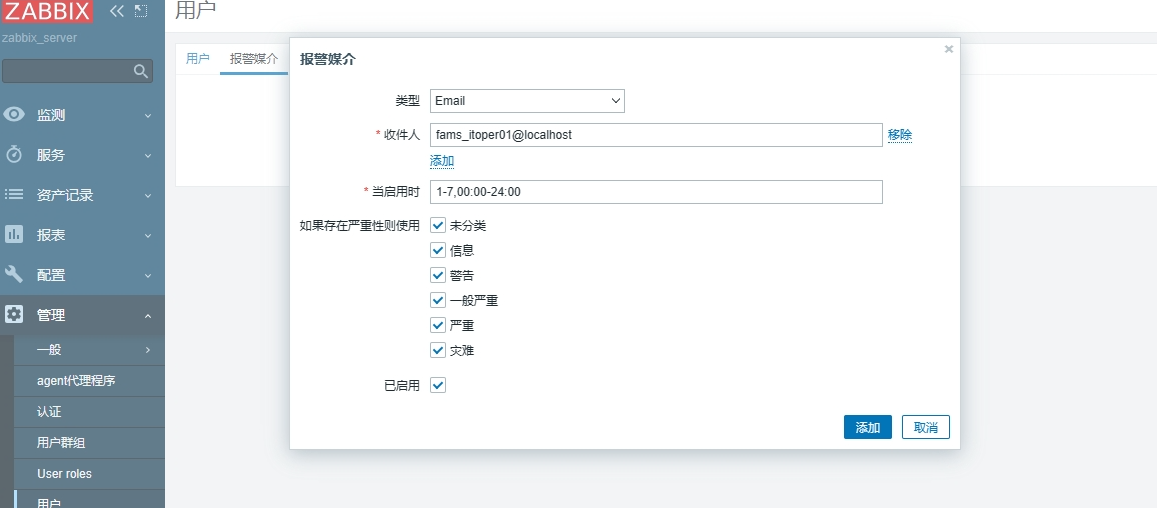 ZABBIX
zabbix_server
监测
服务
资产记录
报表
配置
管理
一般
agent代理程序
认证
用户群组
User roles
用户
用户
用户 报警媒介
报警媒介
类型 Email
* 收件人 fams_itoper01@localhost 移除
添加
* 当启用时 1-7,00:00-24:00
如果存在严重性则使用 未分类
信息
警告
一般严重
严重
灾难
已启用
添加 取消